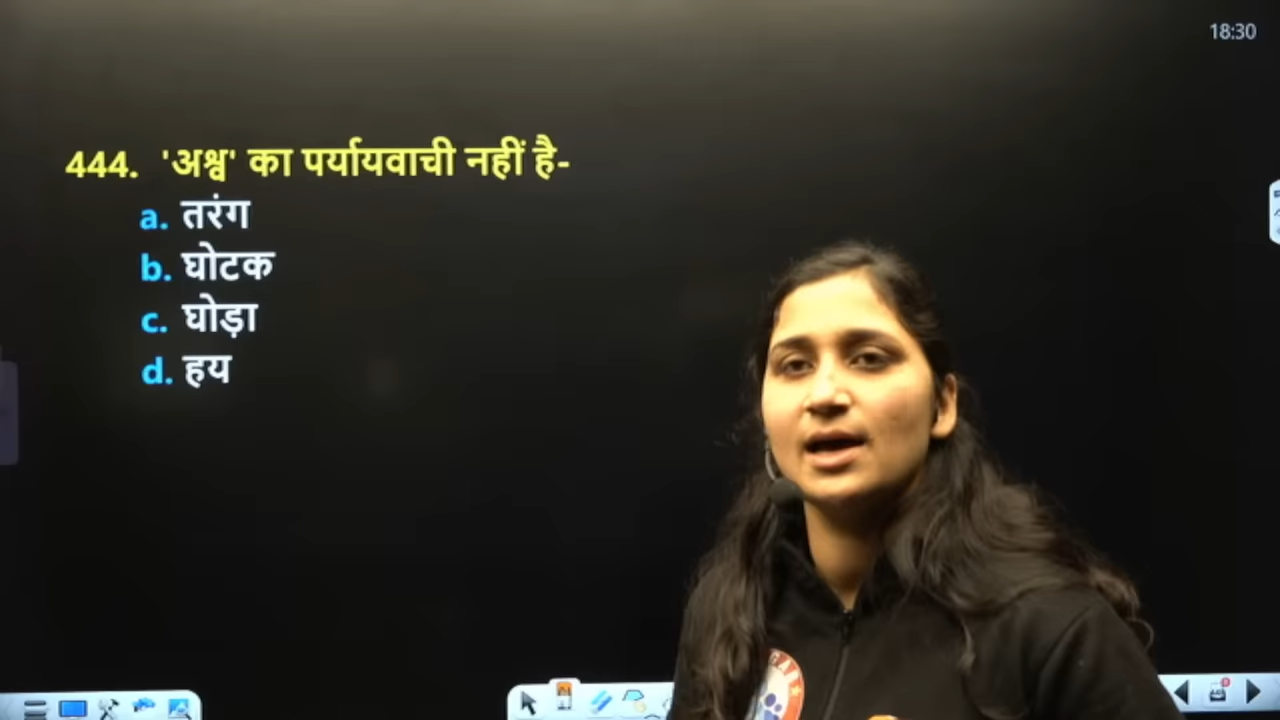 18:30
444. 'अश्व' का पर्यायवाची नहीं है-
a. तरंग
b. घोटक
c. घोड़ा
d. हय